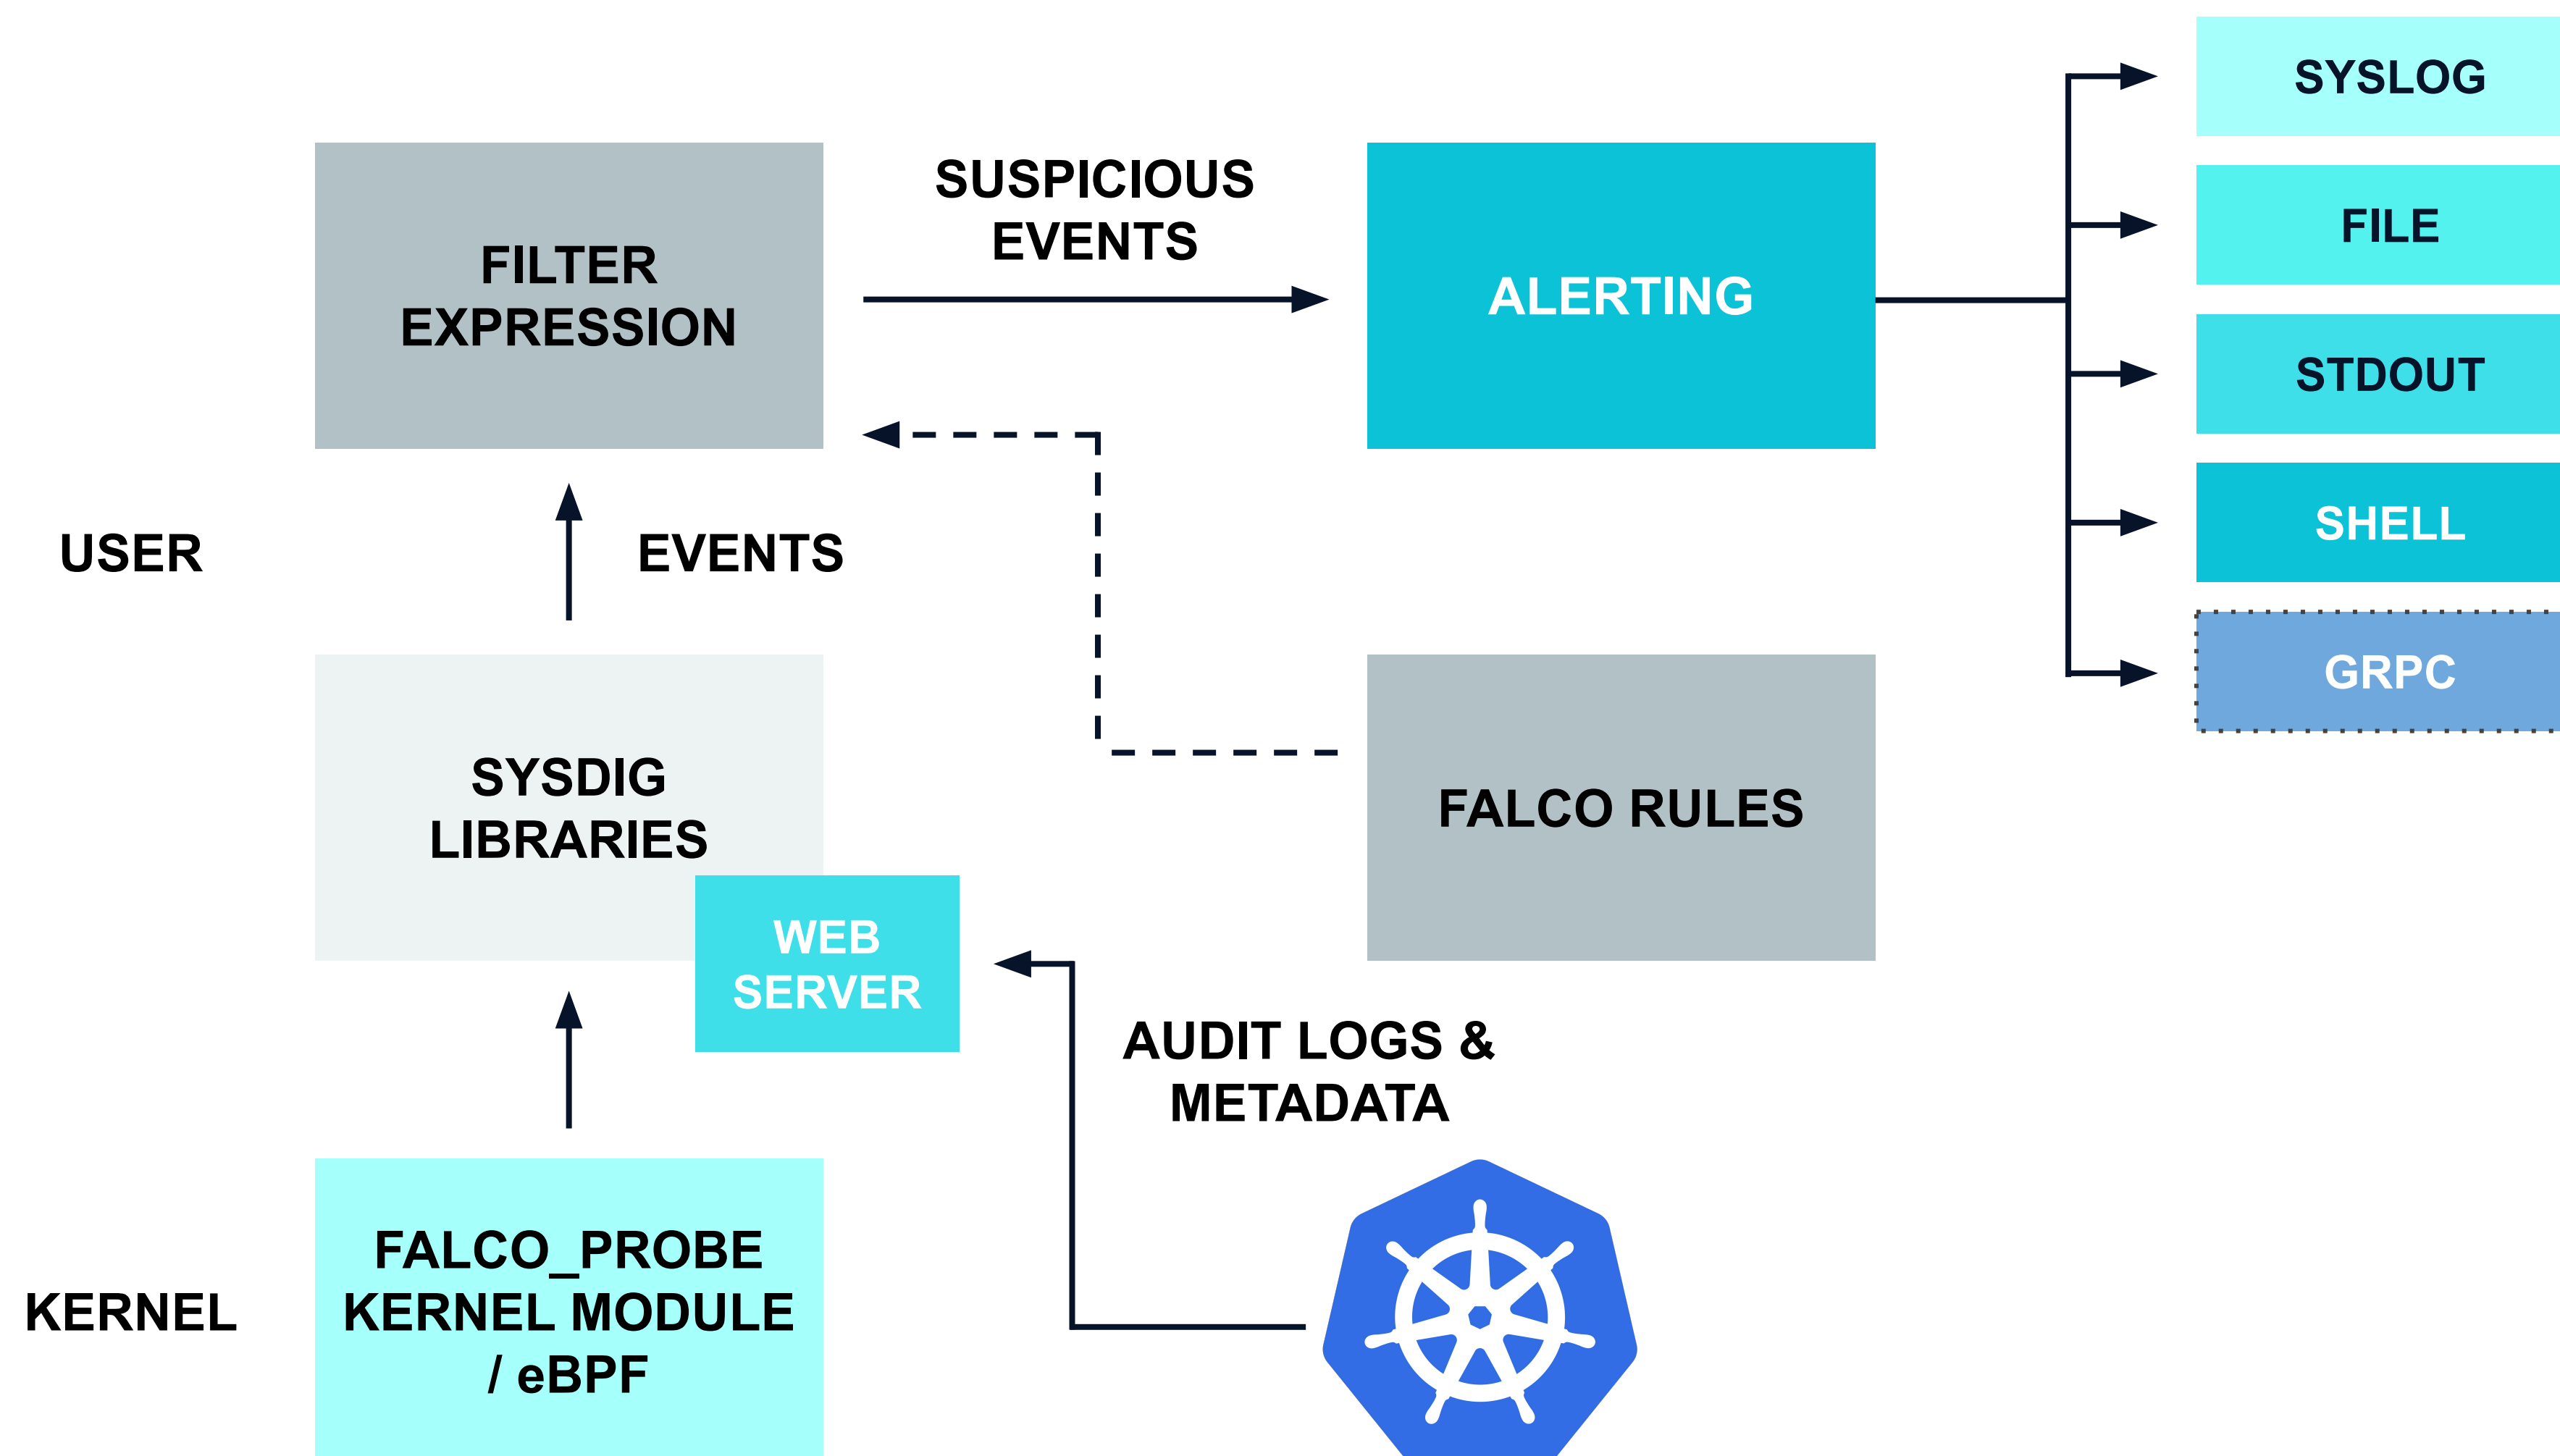 SYSLOG
SUSPICIOUS
EVENTS
FILTER
EXPRESSION
ALERTING
FILE
STDOUT
USER
EVENTS
SHELL
GRPC
SYSDIG
LIBRARIES
FALCO RULES
WEB
SERVER
AUDIT LOGS &
METADATA
KERNEL
FALCO_PROBE
KERNEL MODULE
/ eBPF